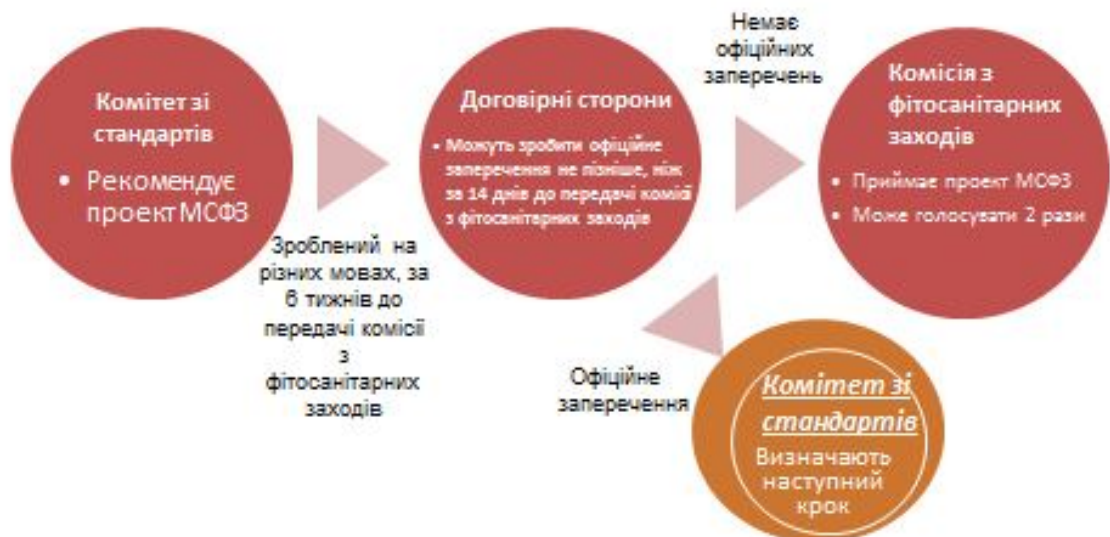 Комітет зі
стандартів
• Рекомендує
проект МСФЗ
Зроблений на
різних мовах, за
6 тижнів до
передачі комісії
з
фітосанітарних
заходів
Договірні сторони
• Можуть зробити офіційне
заперечення не пізніше, ніж
за 14 днів до передачі комісії
з фітосанітарних заходів
Немає
офіційних
заперечень
Комісія з
фітосанітарних
заходів
• Приймає проект МСФЗ
• Може голосувати 2 рази
Офіційне
заперечення
Комітет зі
стандартів
Визначають
наступний
крок